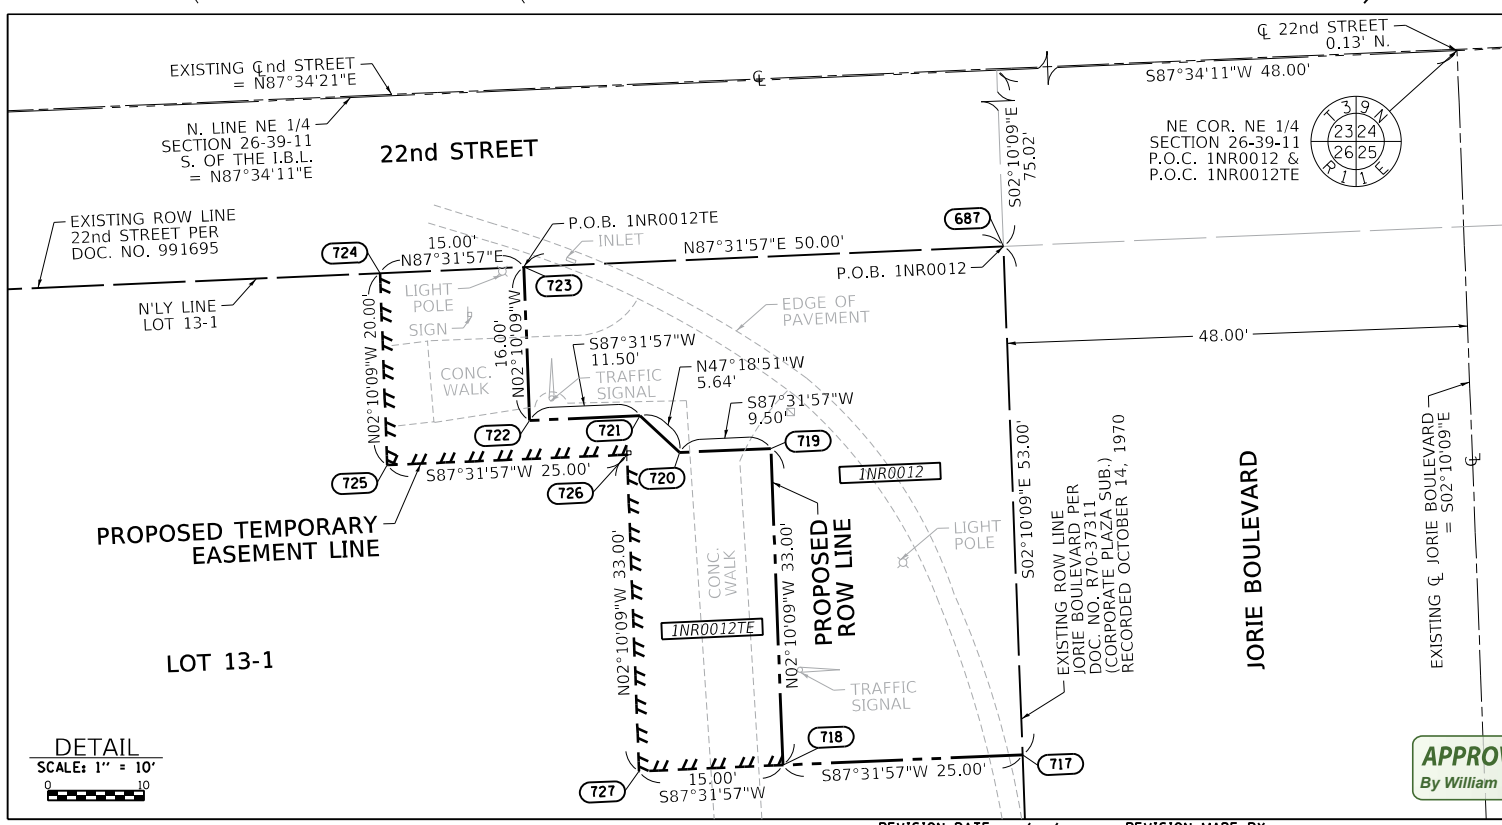 EXISTING ℄nd STREET
= N87°34'21"E
N. LINE NE 1/4
SECTION 26-39-11
S. OF THE I.B.L.
= N87°34'11"E
22nd STREET
℄
℄ 22nd STREET
0.13' N.
S87°34'11"W 48.00'
S02°10'09"E
75.02'
NE COR. NE 1/4
SECTION 26-39-11
P.O.C. 1NR0012 &
P.O.C. 1NR0012TE
T 3 9 N
23 24
26 25
R 1 1 E
EXISTING ROW LINE
22nd STREET PER
DOC. NO. 991695
N'LY LINE
LOT 13-1
724
15.00'
N87°31'57"E
P.O.B. 1NR0012TE
INLET
N87°31'57"E 50.00'
687
P.O.B. 1NR0012
723
LIGHT
POLE
SIGN
EDGE OF
PAVEMENT
N02°10'09"W 20.00'
16.00'
N02°10'09"W
S87°31'57"W
11.50'
N47°18'51"W
5.64'
S87°31'57"W
9.50'
CONC.
WALK
TRAFFIC
SIGNAL
48.00'
722
721
720
719
725
S87°31'57"W 25.00'
726
1NR0012
PROPOSED TEMPORARY
EASEMENT LINE
N02°10'09"W 33.00'
CONC.
WALK
1NR0012TE
N02°10'09"W 33.00'
PROPOSED
ROW LINE
LIGHT
POLE
TRAFFIC
SIGNAL
S02°10'09"E 53.00'
EXISTING ROW LINE
JORIE BOULEVARD PER
DOC. NO. R70-37311
(CORPORATE PLAZA SUB.)
RECORDED OCTOBER 14, 1970
JORIE BOULEVARD
EXISTING ℄ JORIE BOULEVARD
= S02°10'09"E
℄
LOT 13-1
DETAIL
SCALE: 1'' = 10'
0 10
727
15.00'
S87°31'57"W
718
S87°31'57"W 25.00'
717
APPROV
By William